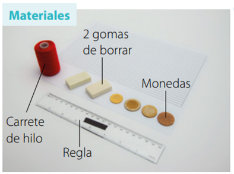 Materiales
2 gomas
de borrar
Monedas
Carrete
de hilo
Regla